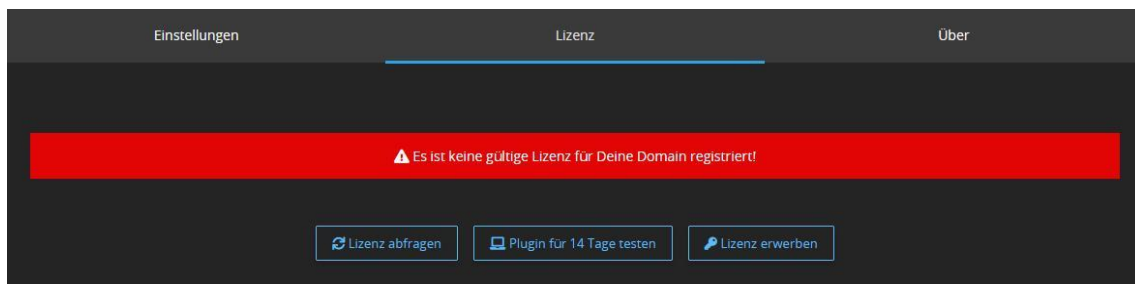 Einstellungen Lizenz Über
Es ist keine gültige Lizenz für Deine Domain registriert!
Lizenz abfragen Plugin für 14 Tage testen Lizenz erwerben